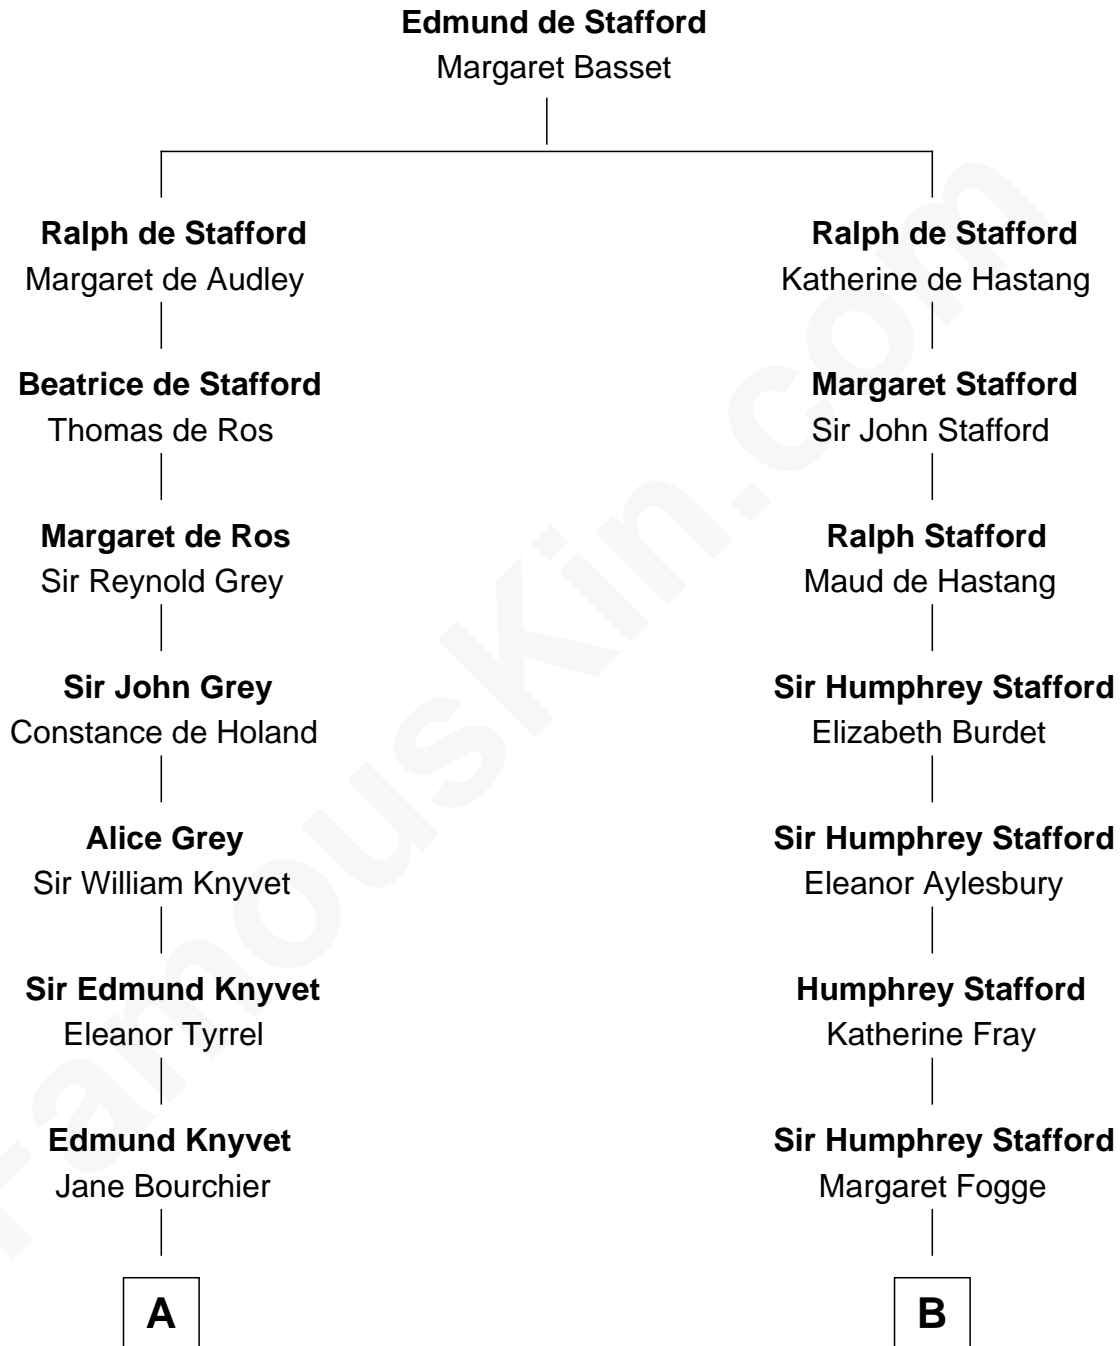 Edmund de Stafford
Margaret Basset
Ralph de Stafford
Margaret de Audley
Ralph de Stafford
Katherine de Hastang
Beatrice de Stafford
Thomas de Ros
Margaret Stafford
Sir John Stafford
Margaret de Ros
Sir Reynold Grey
Ralph Stafford
Maud de Hastang
Sir John Grey
Constance de Holand
Sir Humphrey Stafford
Elizabeth Burdet
Alice Grey
Sir William Knyvet
Sir Humphrey Stafford
Eleanor Aylesbury
Sir Edmund Knyvet
Eleanor Tyrrel
Humphrey Stafford
Katherine Fray
Edmund Knyvet
Jane Bourchier
Sir Humphrey Stafford
Margaret Fogge
A
B
FamousKin.com